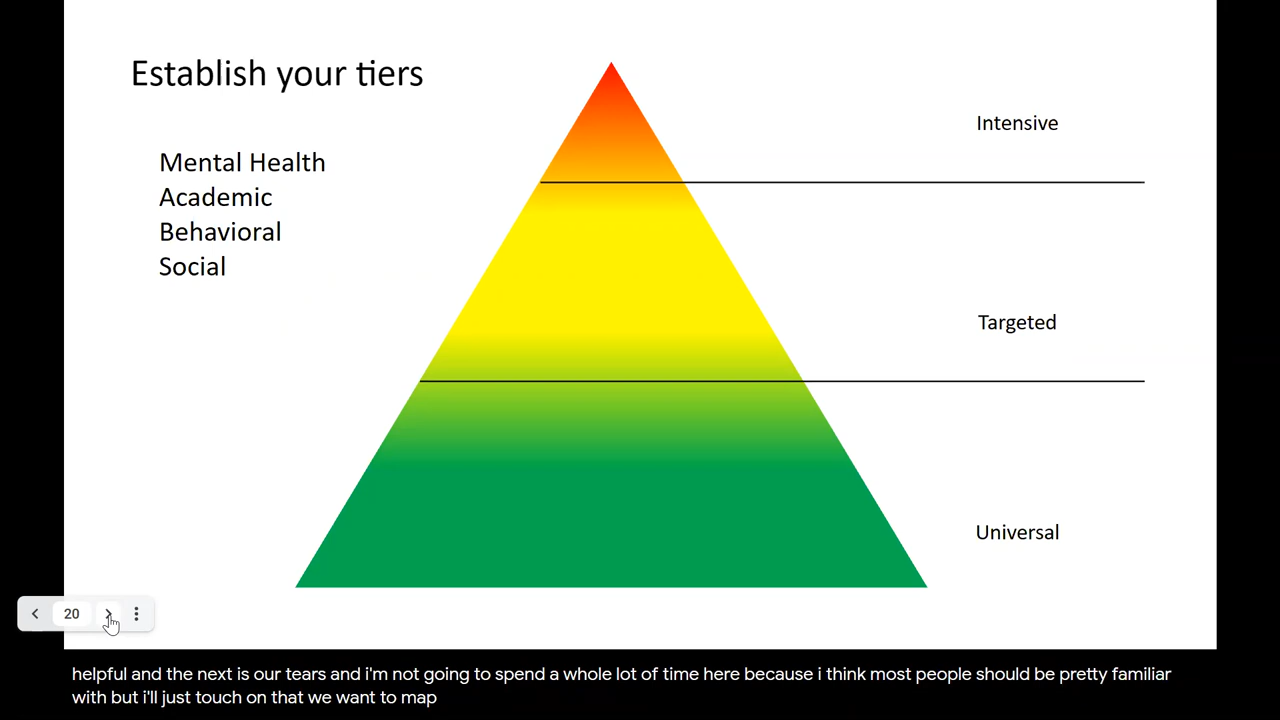 Establish your tiers
Mental Health
Academic
Behavioral
Social
Intensive
Targeted
Universal
20
helpful and the next is our tears and i'm not going to spend a whole lot of time here because i think most people should be pretty familiar
with but i'll just touch on that we want to map